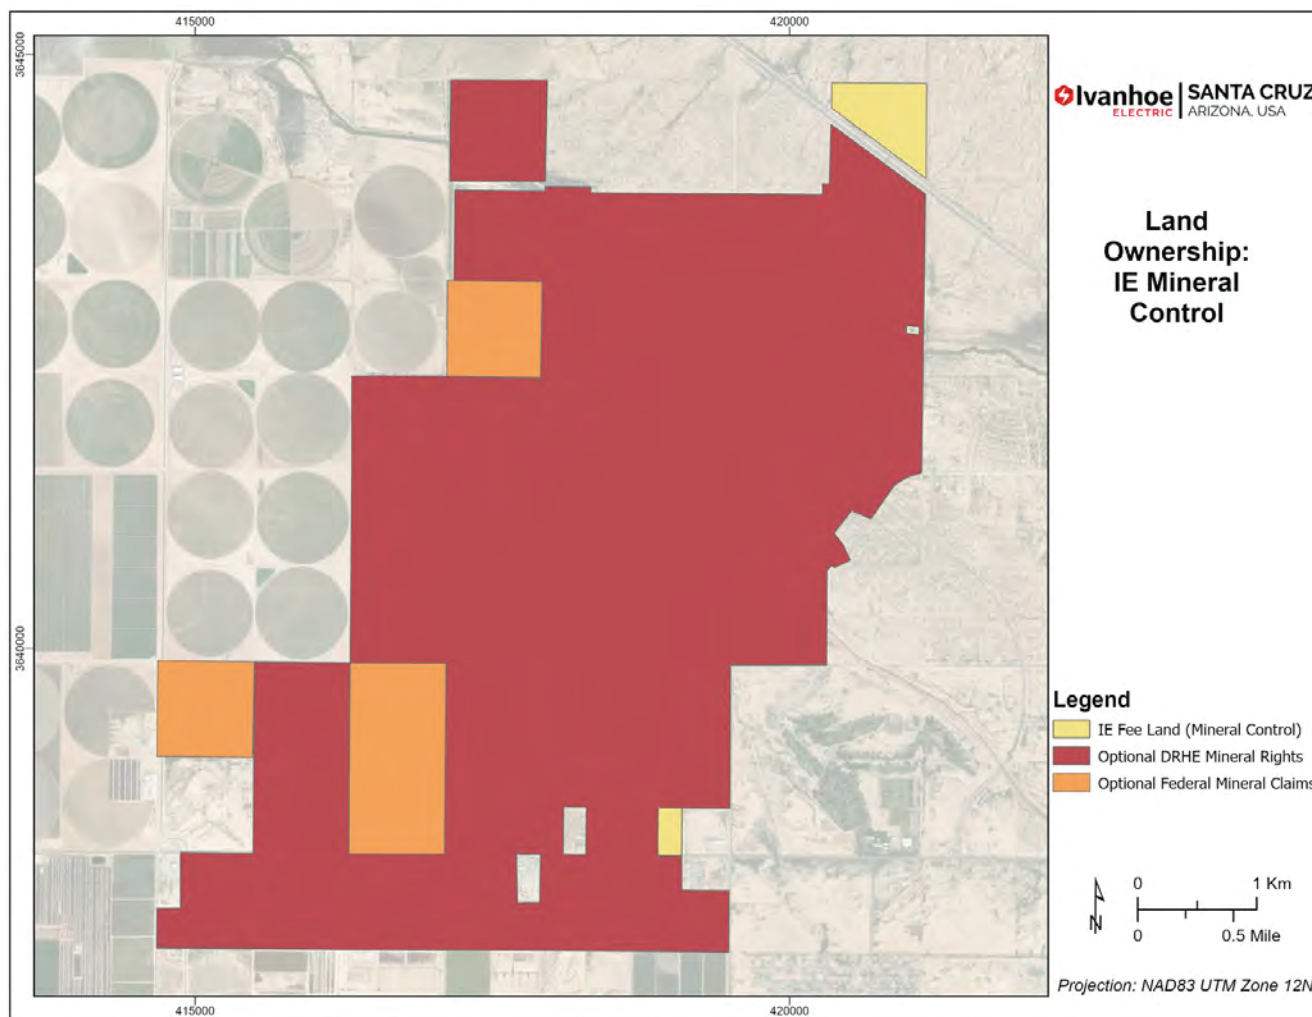 415000
420000
3645000
3640000
Ivanhoe
ELECTRIC
SANTA CRUZ
ARIZONA, USA
Land
Ownership:
IE Mineral
Control
Legend
IE Fee Land (Mineral Control)
Optional DRHE Mineral Rights
Optional Federal Mineral Claims
0
1 Km
N
0
0.5 Mile
Projection: NAD83 UTM Zone 12N
415000
420000